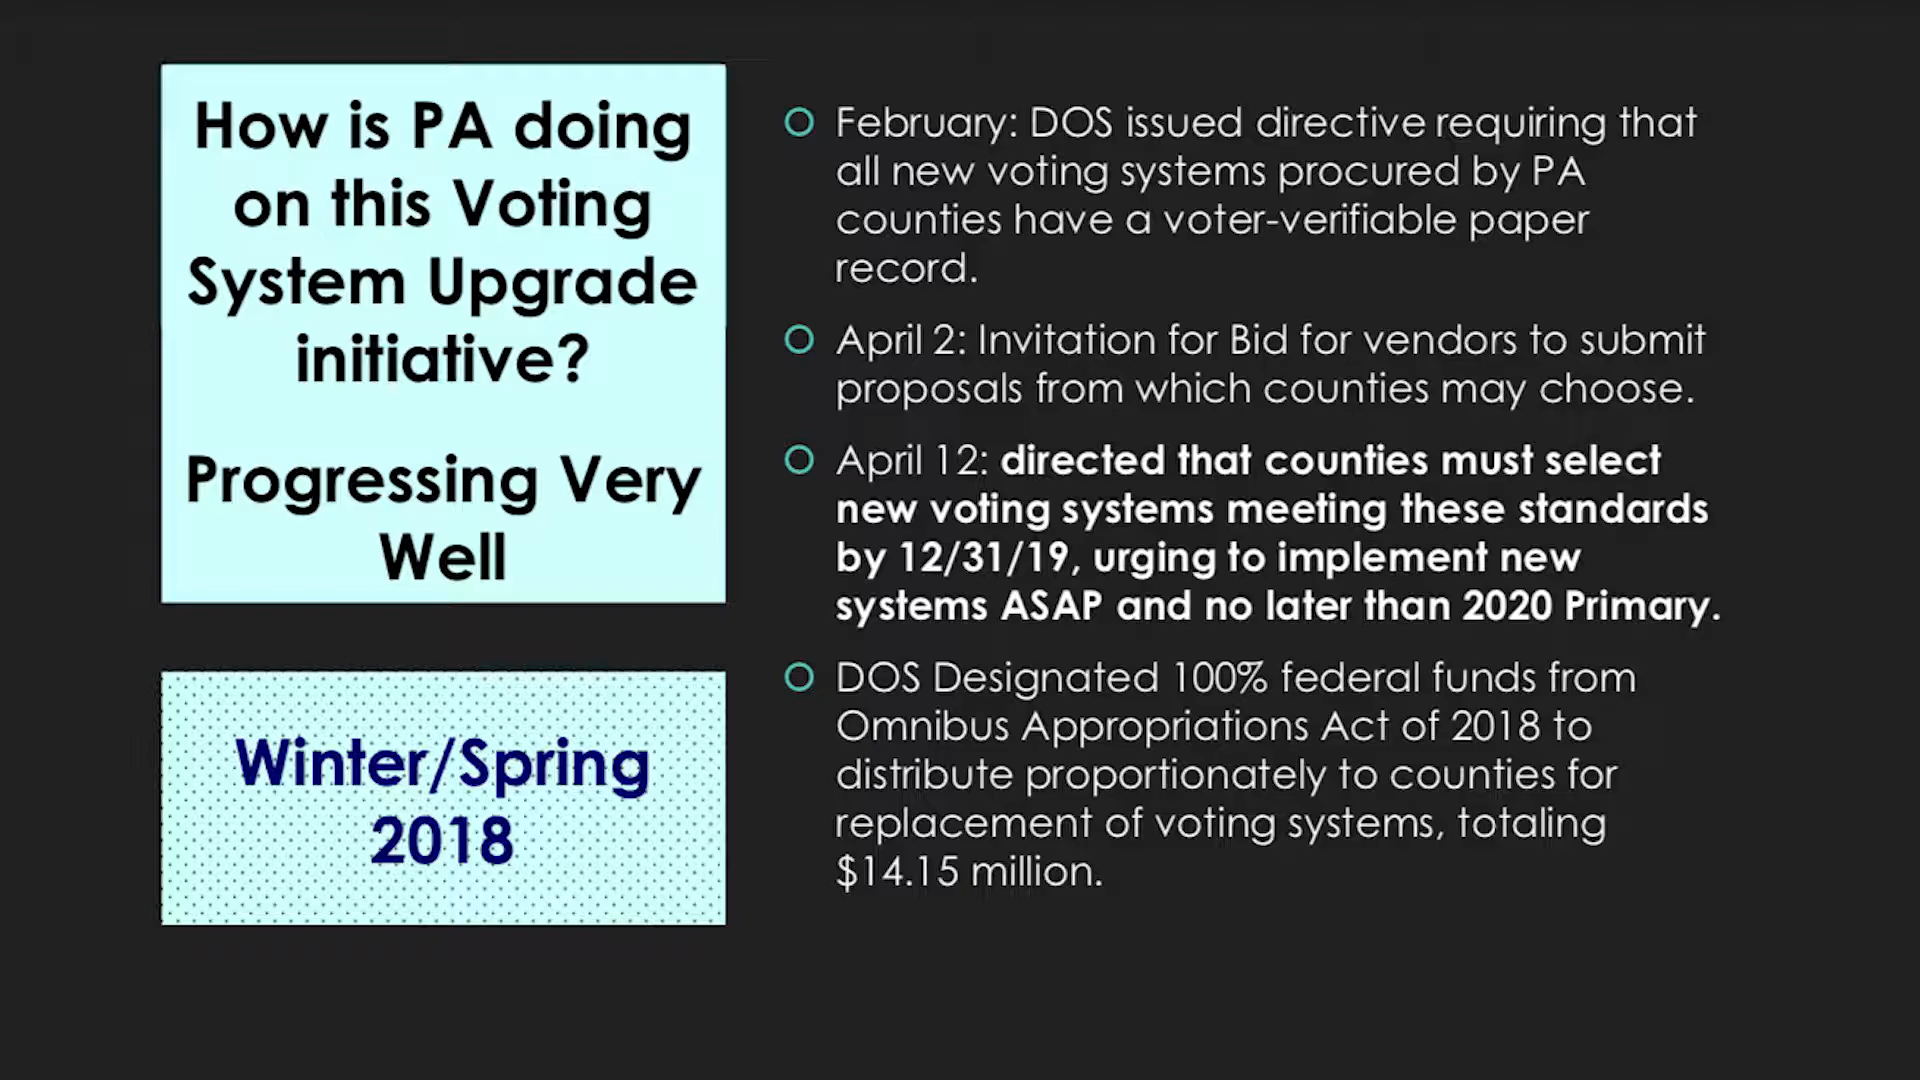 How is PA doing
on this Voting
System Upgrade
initiative?
Progressing Very
Well
Winter/Spring
2018
February: DOS issued directive requiring that
all new voting systems procured by PA
counties have a voter-verifiable paper
record.
April 2: Invitation for Bid for vendors to submit
proposals from which counties may choose.
April 12: directed that counties must select
new voting systems meeting these standards
by 12/31/19, urging to implement new
systems ASAP and no later than 2020 Primary.
DOS Designated 100% federal funds from
Omnibus Appropriations Act of 2018 to
distribute proportionately to counties for
replacement of voting systems, totaling
$14.15 million.